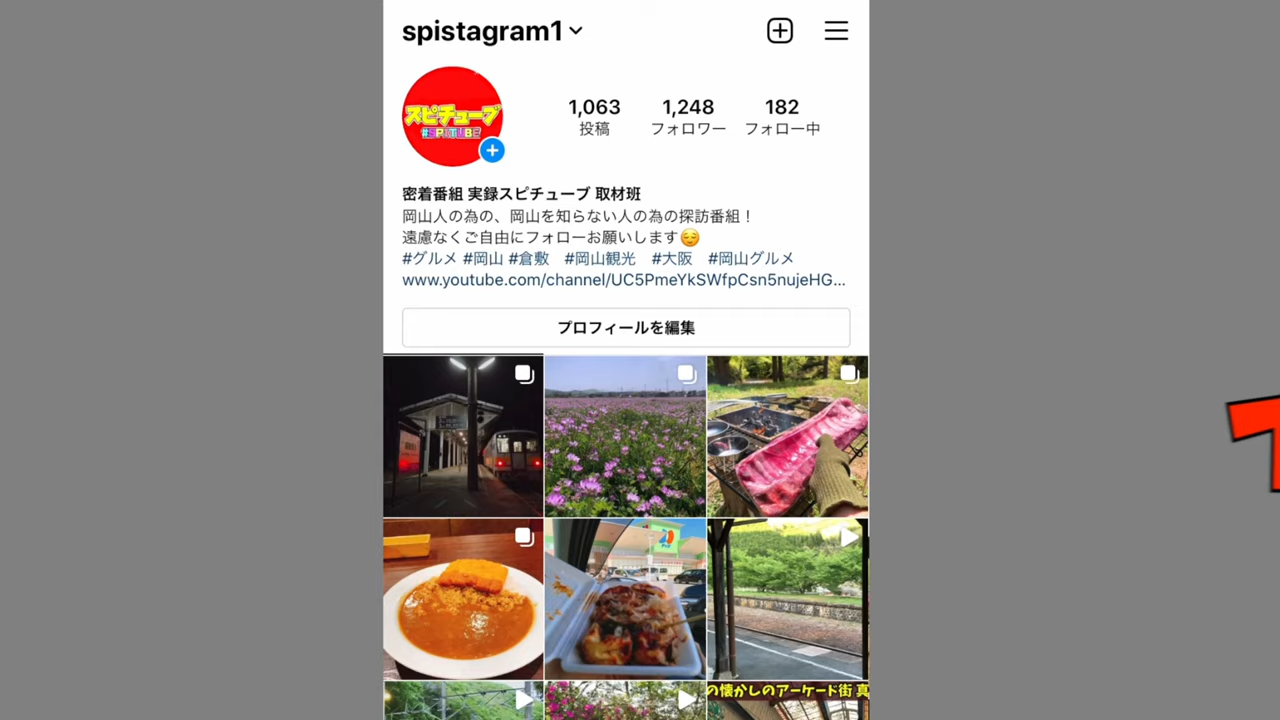 spistagram1
スピチューブ
#SPITUBE
1,063
投稿
1,248
フォロワー
182
フォロー中
密着番組 実録スピチューブ 取材班
岡山人の為の、岡山を知らない人の為の探訪番組！
遠慮なくご自由にフォローお願いします😌
#グルメ #岡山 #倉敷 #岡山観光 #大阪 #岡山グルメ
www.youtube.com/channel/UC5PmeYkSWfpCsn5nujeHG...
プロフィールを編集
の懐かしのアーケード街 真